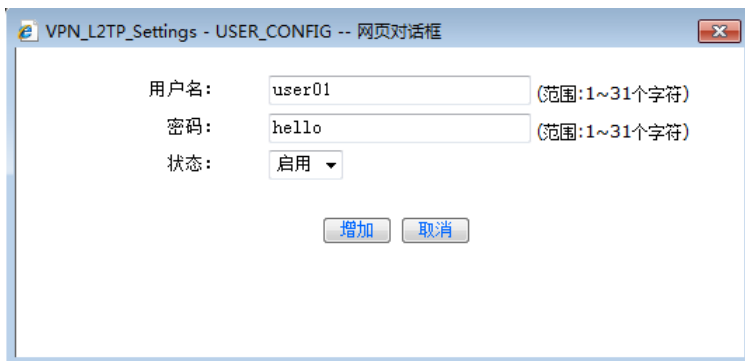 VPN_L2TP_Settings - USER_CONFIG -- 网页对话框
用户名: user01 (范围:1~31个字符)
密码: hello (范围:1~31个字符)
状态: 启用
增加 取消